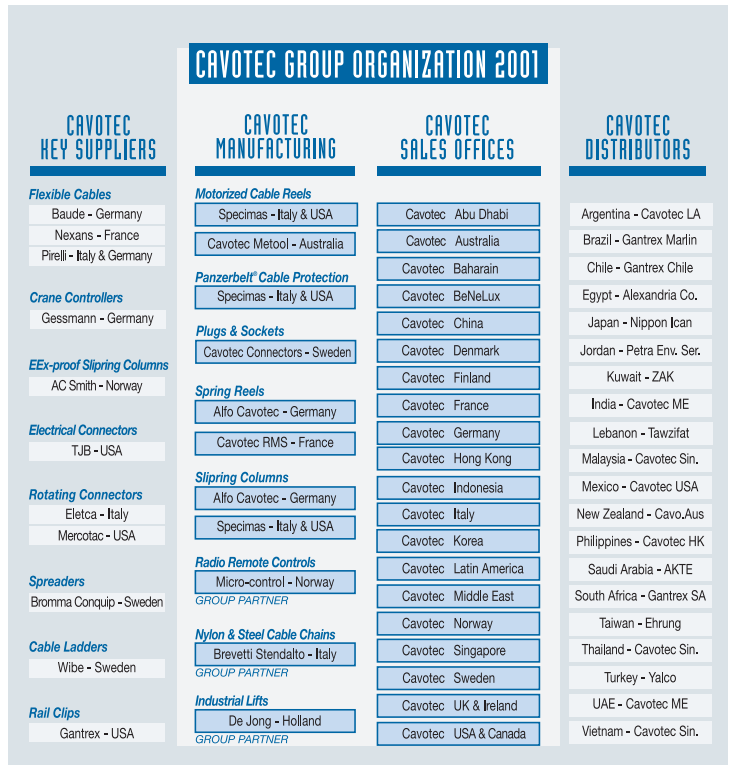 CAVOTEC GROUP ORGANIZATION 2001
CAVOTEC
KEY SUPPLIERS
Flexible Cables
Baude - Germany
Nexans - France
Pirelli - Italy & Germany
Crane Controllers
Gessmann - Germany
EEx-proof Slipring Columns
AC Smith - Norway
Electrical Connectors
TJB - USA
Rotating Connectors
Eletca - Italy
Mercotac - USA
Spreaders
Bromma Conquip - Sweden
Cable Ladders
Wibe - Sweden
Rail Clips
Gantrex - USA
CAVOTEC
MANUFACTURING
Motorized Cable Reels
Specimas - Italy & USA
Cavotec Metool - Australia
Panzerbelt® Cable Protection
Specimas - Italy & USA
Plugs & Sockets
Cavotec Connectors - Sweden
Spring Reels
Alfo Cavotec - Germany
Cavotec RMS - France
Slipring Columns
Alfo Cavotec - Germany
Specimas - Italy & USA
Radio Remote Controls
Micro-control - Norway
GROUP PARTNER
Nylon & Steel Cable Chains
Brevetti Stendalto - Italy
GROUP PARTNER
Industrial Lifts
De Jong - Holland
GROUP PARTNER
CAVOTEC
SALES OFFICES
Cavotec Abu Dhabi
Cavotec Australia
Cavotec Baharain
Cavotec BeNeLux
Cavotec China
Cavotec Denmark
Cavotec Finland
Cavotec France
Cavotec Germany
Cavotec Hong Kong
Cavotec Indonesia
Cavotec Italy
Cavotec Korea
Cavotec Latin America
Cavotec Middle East
Cavotec Norway
Cavotec Singapore
Cavotec Sweden
Cavotec UK & Ireland
Cavotec USA & Canada
CAVOTEC
DISTRIBUTORS
Argentina - Cavotec LA
Brazil - Gantrex Marlin
Chile - Gantrex Chile
Egypt - Alexandria Co.
Japan - Nippon Ican
Jordan - Petra Env. Ser.
Kuwait - ZAK
India - Cavotec ME
Lebanon - Tawzifat
Malaysia - Cavotec Sin.
Mexico - Cavotec USA
New Zealand - Cavo.Aus
Philippines - Cavotec HK
Saudi Arabia - AKTE
South Africa - Gantrex SA
Taiwan - Ehrung
Thailand - Cavotec Sin.
Turkey - Yalco
UAE - Cavotec ME
Vietnam - Cavotec Sin.